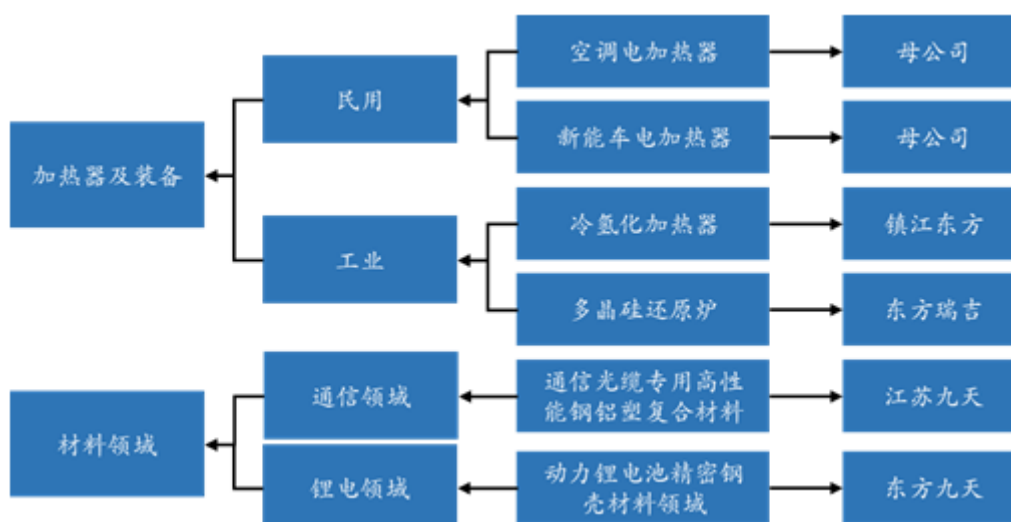 加热器及装备
民用
空调电加热器
母公司
新能车电加热器
母公司
工业
冷氢化加热器
镇江东方
多晶硅还原炉
东方瑞吉
材料领域
通信领域
通信光缆专用高性
能钢铝塑复合材料
江苏九天
锂电领域
动力锂电池精密钢
壳材料领域
东方九天